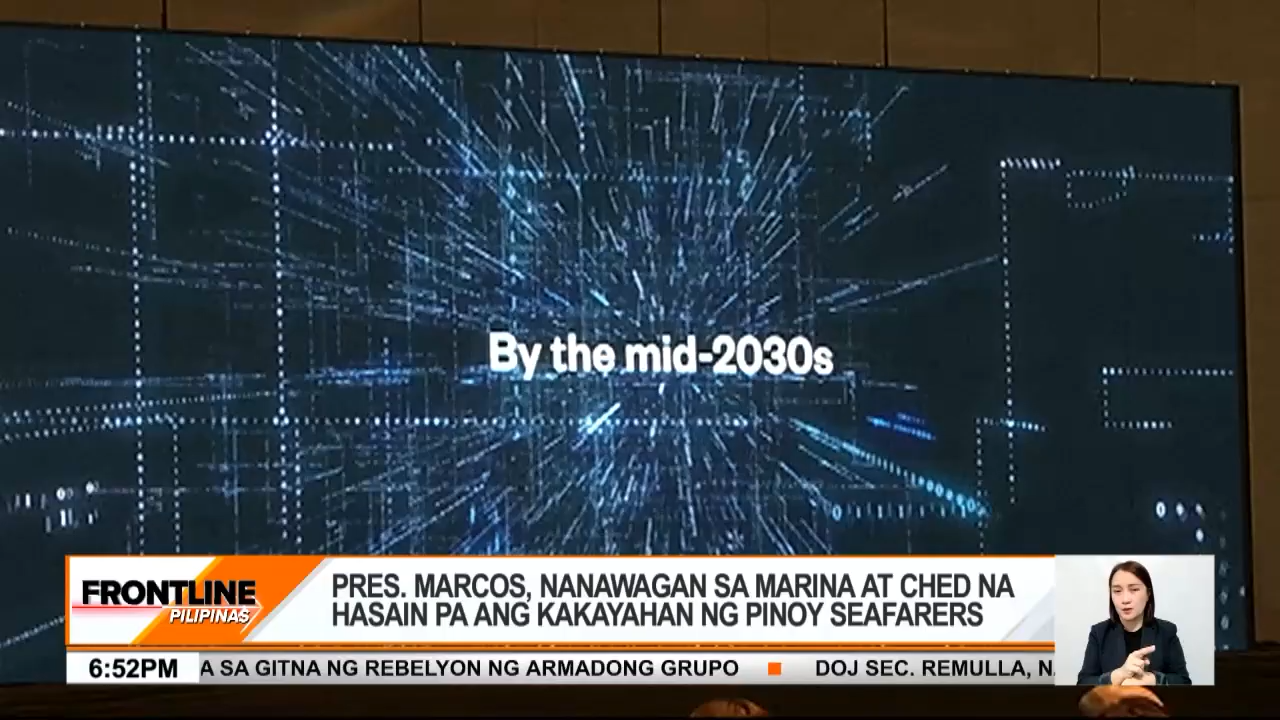 By the mid-2030s
FRONTLINE
PILIPINAS
PRES. MARCOS, NANAWAGAN SA MARINA AT CHED NA
HASAIN PA ANG KAKAYAHAN NG PINOY SEAFARERS
6:52PM
A SA GITNA NG REBELYON NG ARMADONG GRUPO ■ DOJ SEC. REMULLA,